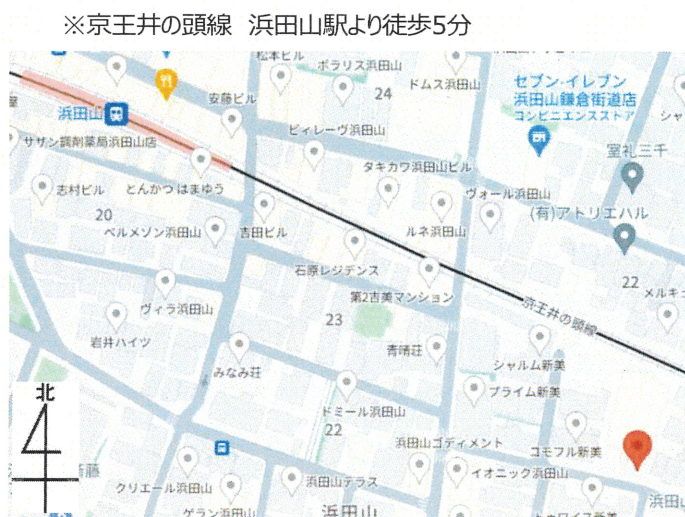 ※京王井の頭線 浜田山駅より徒歩5分
松本ビル
ポラリス浜田山
ドムス浜田山
セブン-イレブン
浜田山鎌倉街道店
コンビニエンスストア
24
安藤ビル
浜田山
ビィレーヴ浜田山
サザン調剤薬局浜田山店
室礼三千
タキカワ浜田山ビル
志村ビル
とんかつ はまゆう
ヴォール浜田山
(有)アトリエハル
20
ベルメゾン浜田山
吉田ビル
ルネ浜田山
石原レジデンス
22
メルキュ
第2吉美マンション
京王井の頭線
ヴィラ浜田山
23
岩井ハイツ
青晴荘
シャルム新美
みなみ荘
プライム新美
北
ドミール浜田山
22
浜田山ゴディメント
コモフル新美
斎藤
クリエール浜田山
浜田山テラス
イオニック浜田山
浜田山
ゲラン浜田山
浜田山